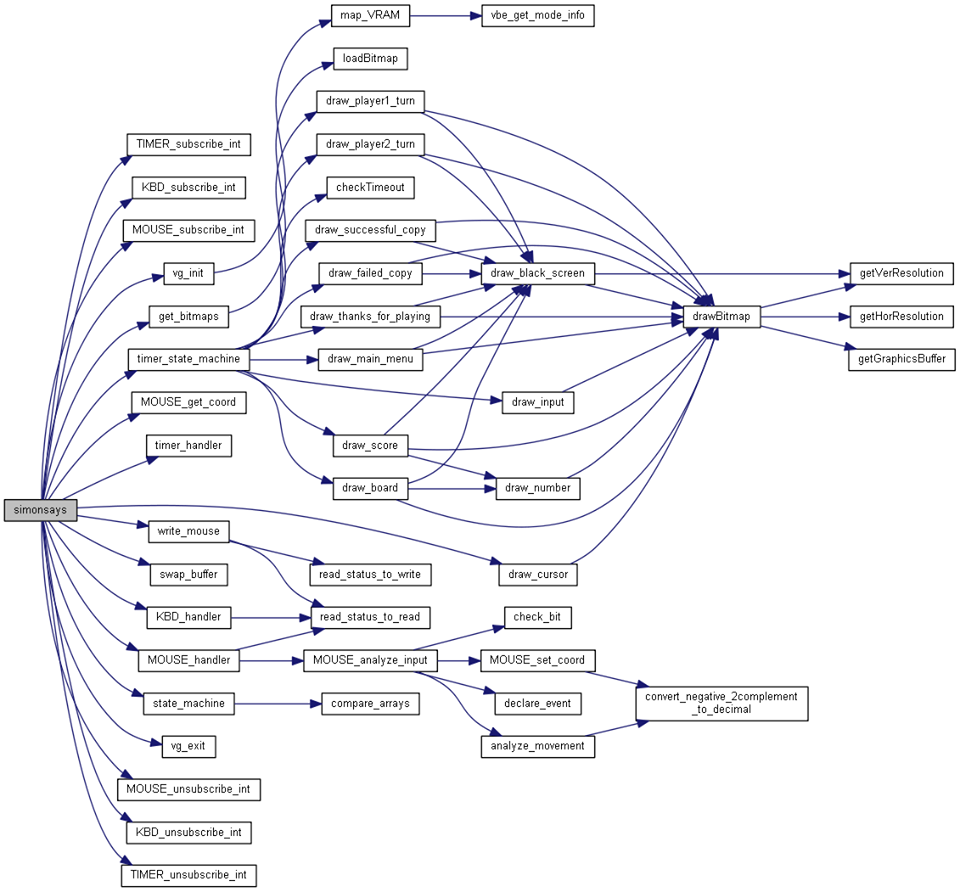 map_VRAM
vbe_get_mode_info
loadBitmap
draw_player1_turn
TIMER_subscribe_int
draw_player2_turn
KBD_subscribe_int
checkTimeout
MOUSE_subscribe_int
draw_successful_copy
vg_init
draw_failed_copy
draw_black_screen
getVerResolution
get_bitmaps
draw_thanks_for_playing
drawBitmap
getHorResolution
timer_state_machine
draw_main_menu
getGraphicsBuffer
MOUSE_get_coord
draw_input
timer_handler
draw_score
draw_board
draw_number
simonsays
write_mouse
swap_buffer
read_status_to_write
draw_cursor
KBD_handler
read_status_to_read
check_bit
MOUSE_handler
MOUSE_analyze_input
MOUSE_set_coord
state_machine
compare_arrays
declare_event
convert_negative_2complement
_to_decimal
vg_exit
analyze_movement
MOUSE_unsubscribe_int
KBD_unsubscribe_int
TIMER_unsubscribe_int